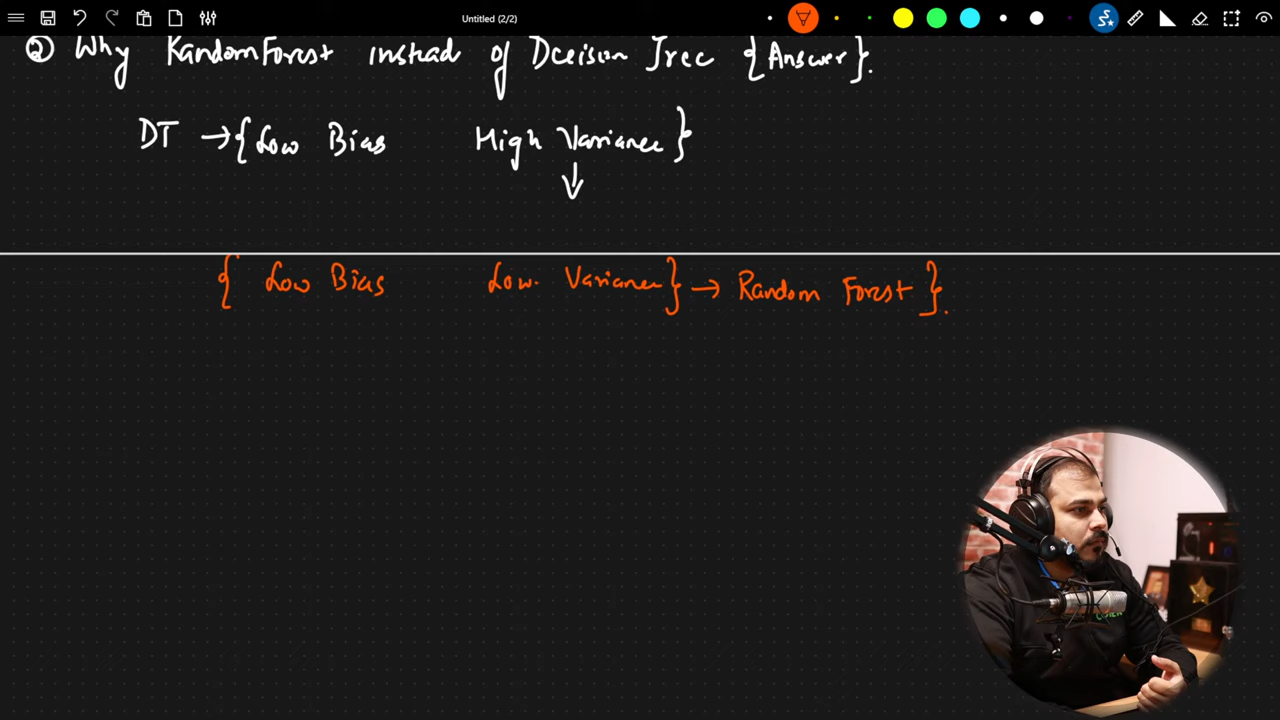 Untitled (2/2)
② Why RandomForest instead of Decision Tree {Answer}.
DT → {Low Bias High Variance}
↓
{ Low Bias Low. Variance} → Random Forest }.